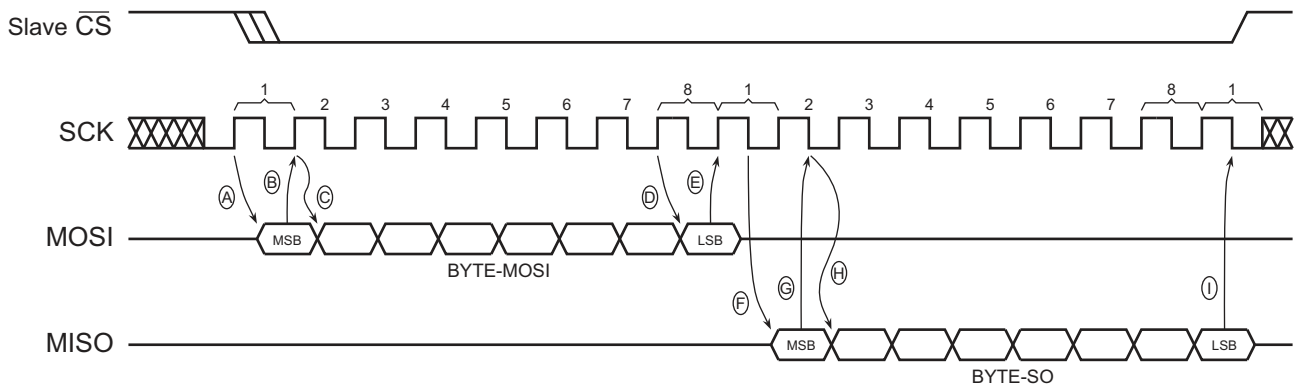 Slave CS
1 2 3 4 5 6 7 8 1 2 3 4 5 6 7 8 1
SCK
A B C D E
MOSI MSB LSB
BYTE-MOSI
F G H I
MISO MSB LSB
BYTE-SO